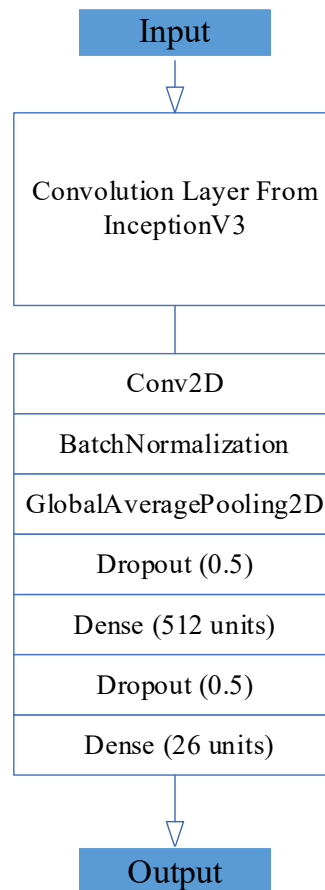 Input
Convolution Layer From
InceptionV3
Conv2D
BatchNormalization
GlobalAveragePooling2D
Dropout (0.5)
Dense (512 units)
Dropout (0.5)
Dense (26 units)
Output